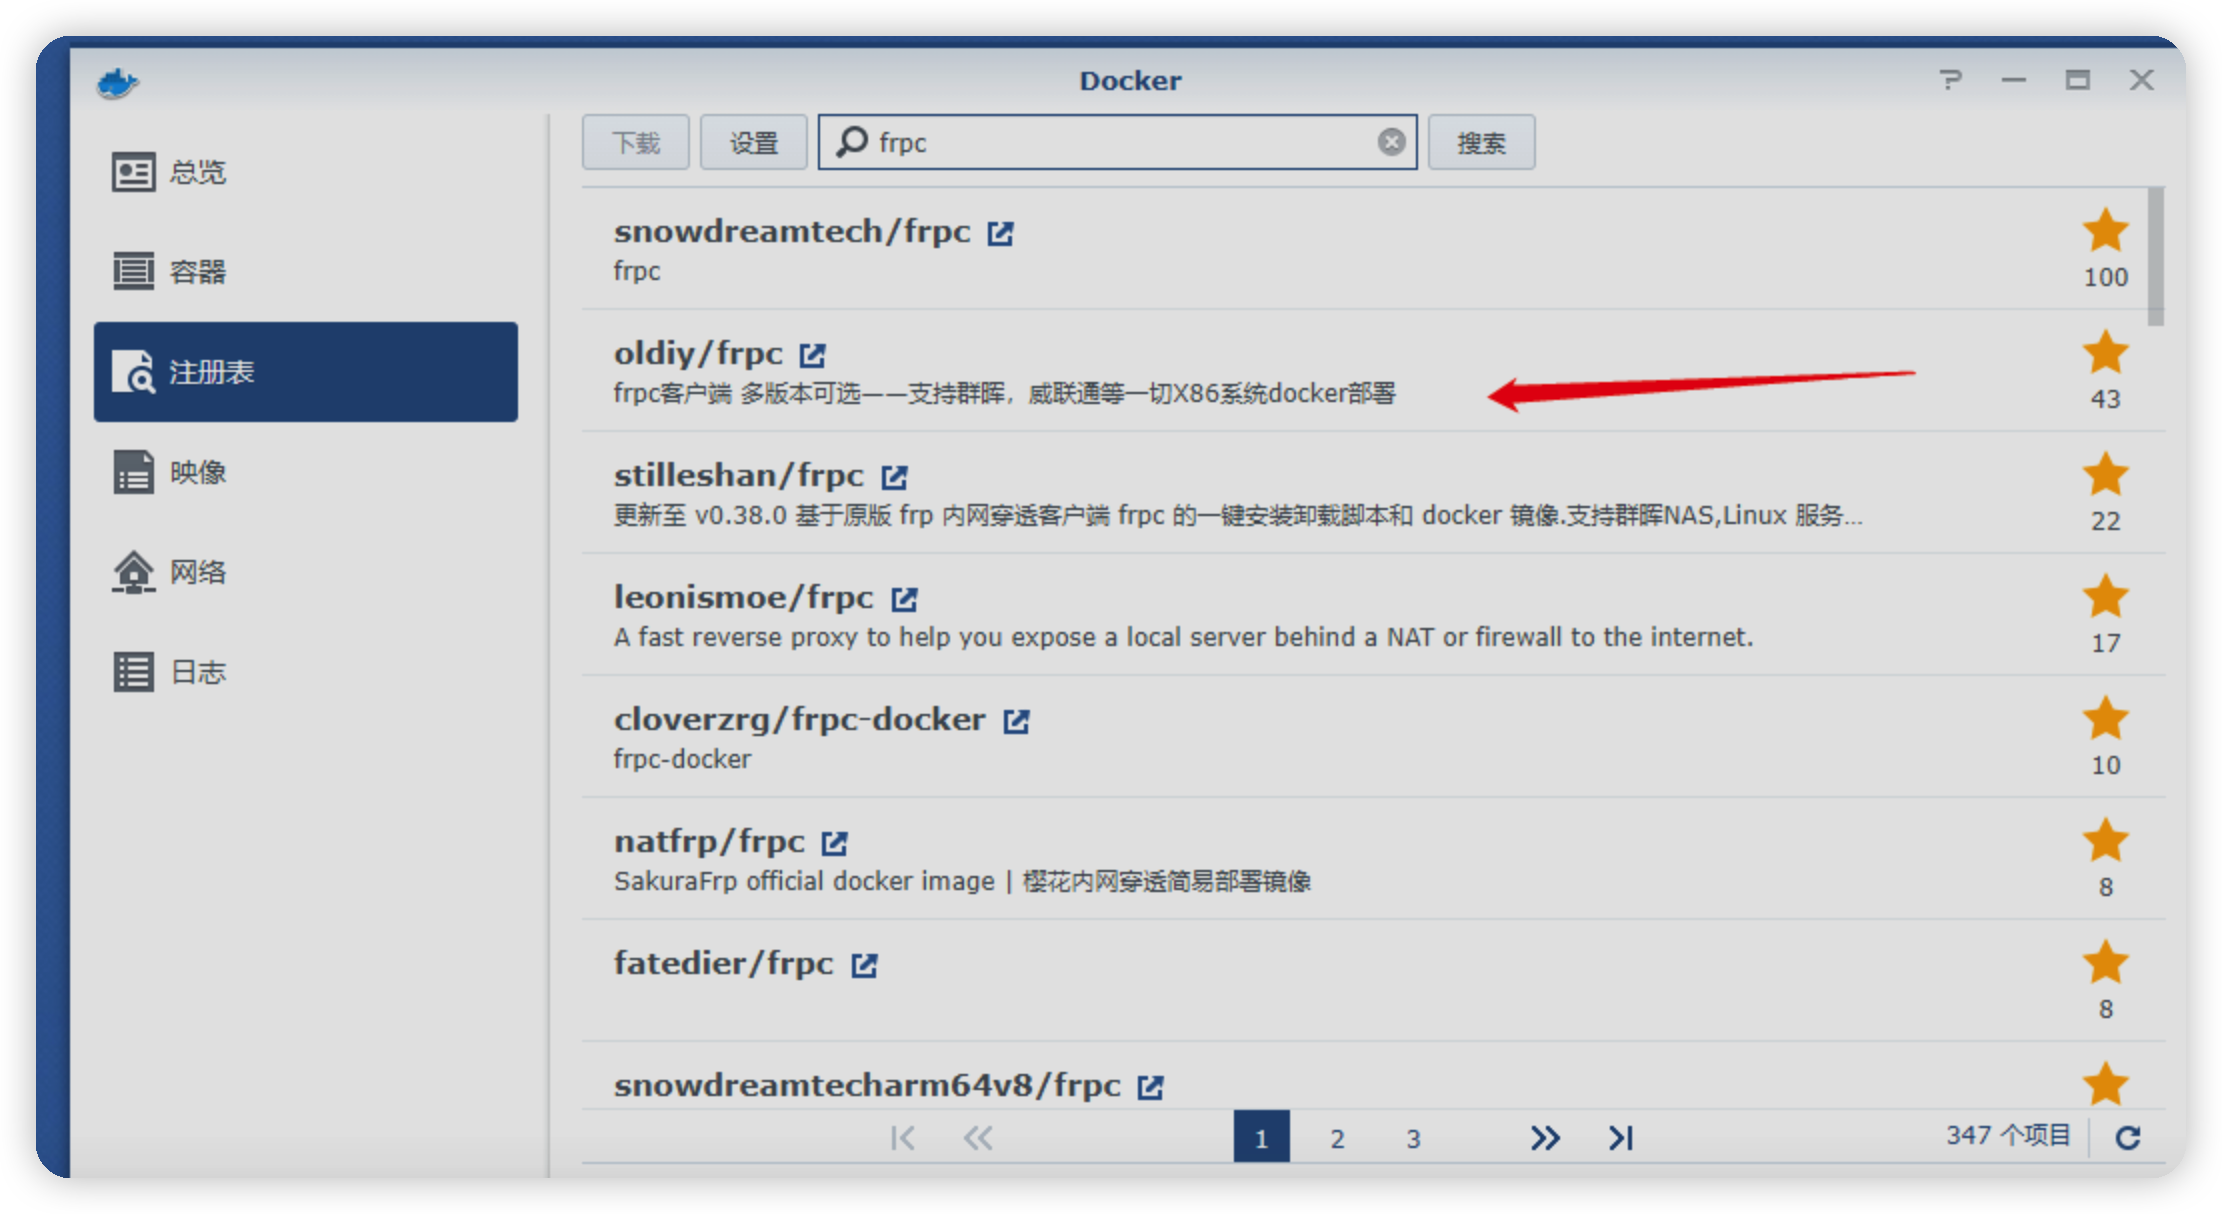 Docker
下载 设置 frpc 搜索
总览
容器
注册表
映像
网络
日志
snowdreamtech/frpc
frpc
100
oldiy/frpc
frpc客户端 多版本可选——支持群晖，威联通等一切X86系统docker部署
43
stilleshan/frpc
更新至 v0.38.0 基于原版 frp 内网穿透客户端 frpc 的一键安装卸载脚本和 docker 镜像.支持群晖NAS,Linux 服务...
22
leonismoe/frpc
A fast reverse proxy to help you expose a local server behind a NAT or firewall to the internet.
17
cloverzrg/frpc-docker
frpc-docker
10
natfrp/frpc
SakuraFrp official docker image | 樱花内网穿透简易部署镜像
8
fatedier/frpc
8
snowdreamtecharm64v8/frpc
1 2 3
347 个项目